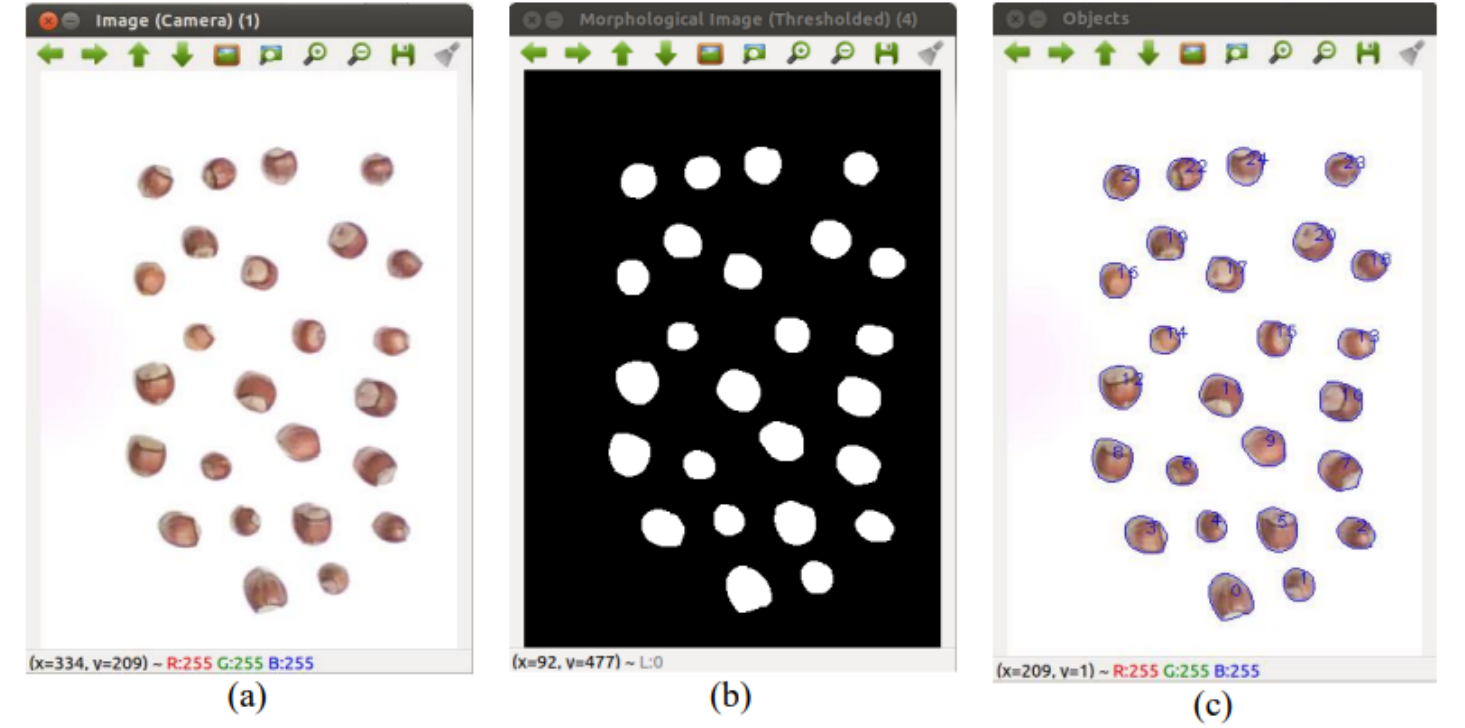 Image (Camera) (1)
Morphological Image (Thresholded) (4)
Objects
21
22
24
23
19
20
16
17
18
14
15
13
12
11
10
8
6
9
7
3
4
5
2
0
1
(x=334, y=209) ~ R:255 G:255 B:255
(x=92, y=477) ~ L:0
(x=209, y=1) ~ R:255 G:255 B:255
(a)
(b)
(c)